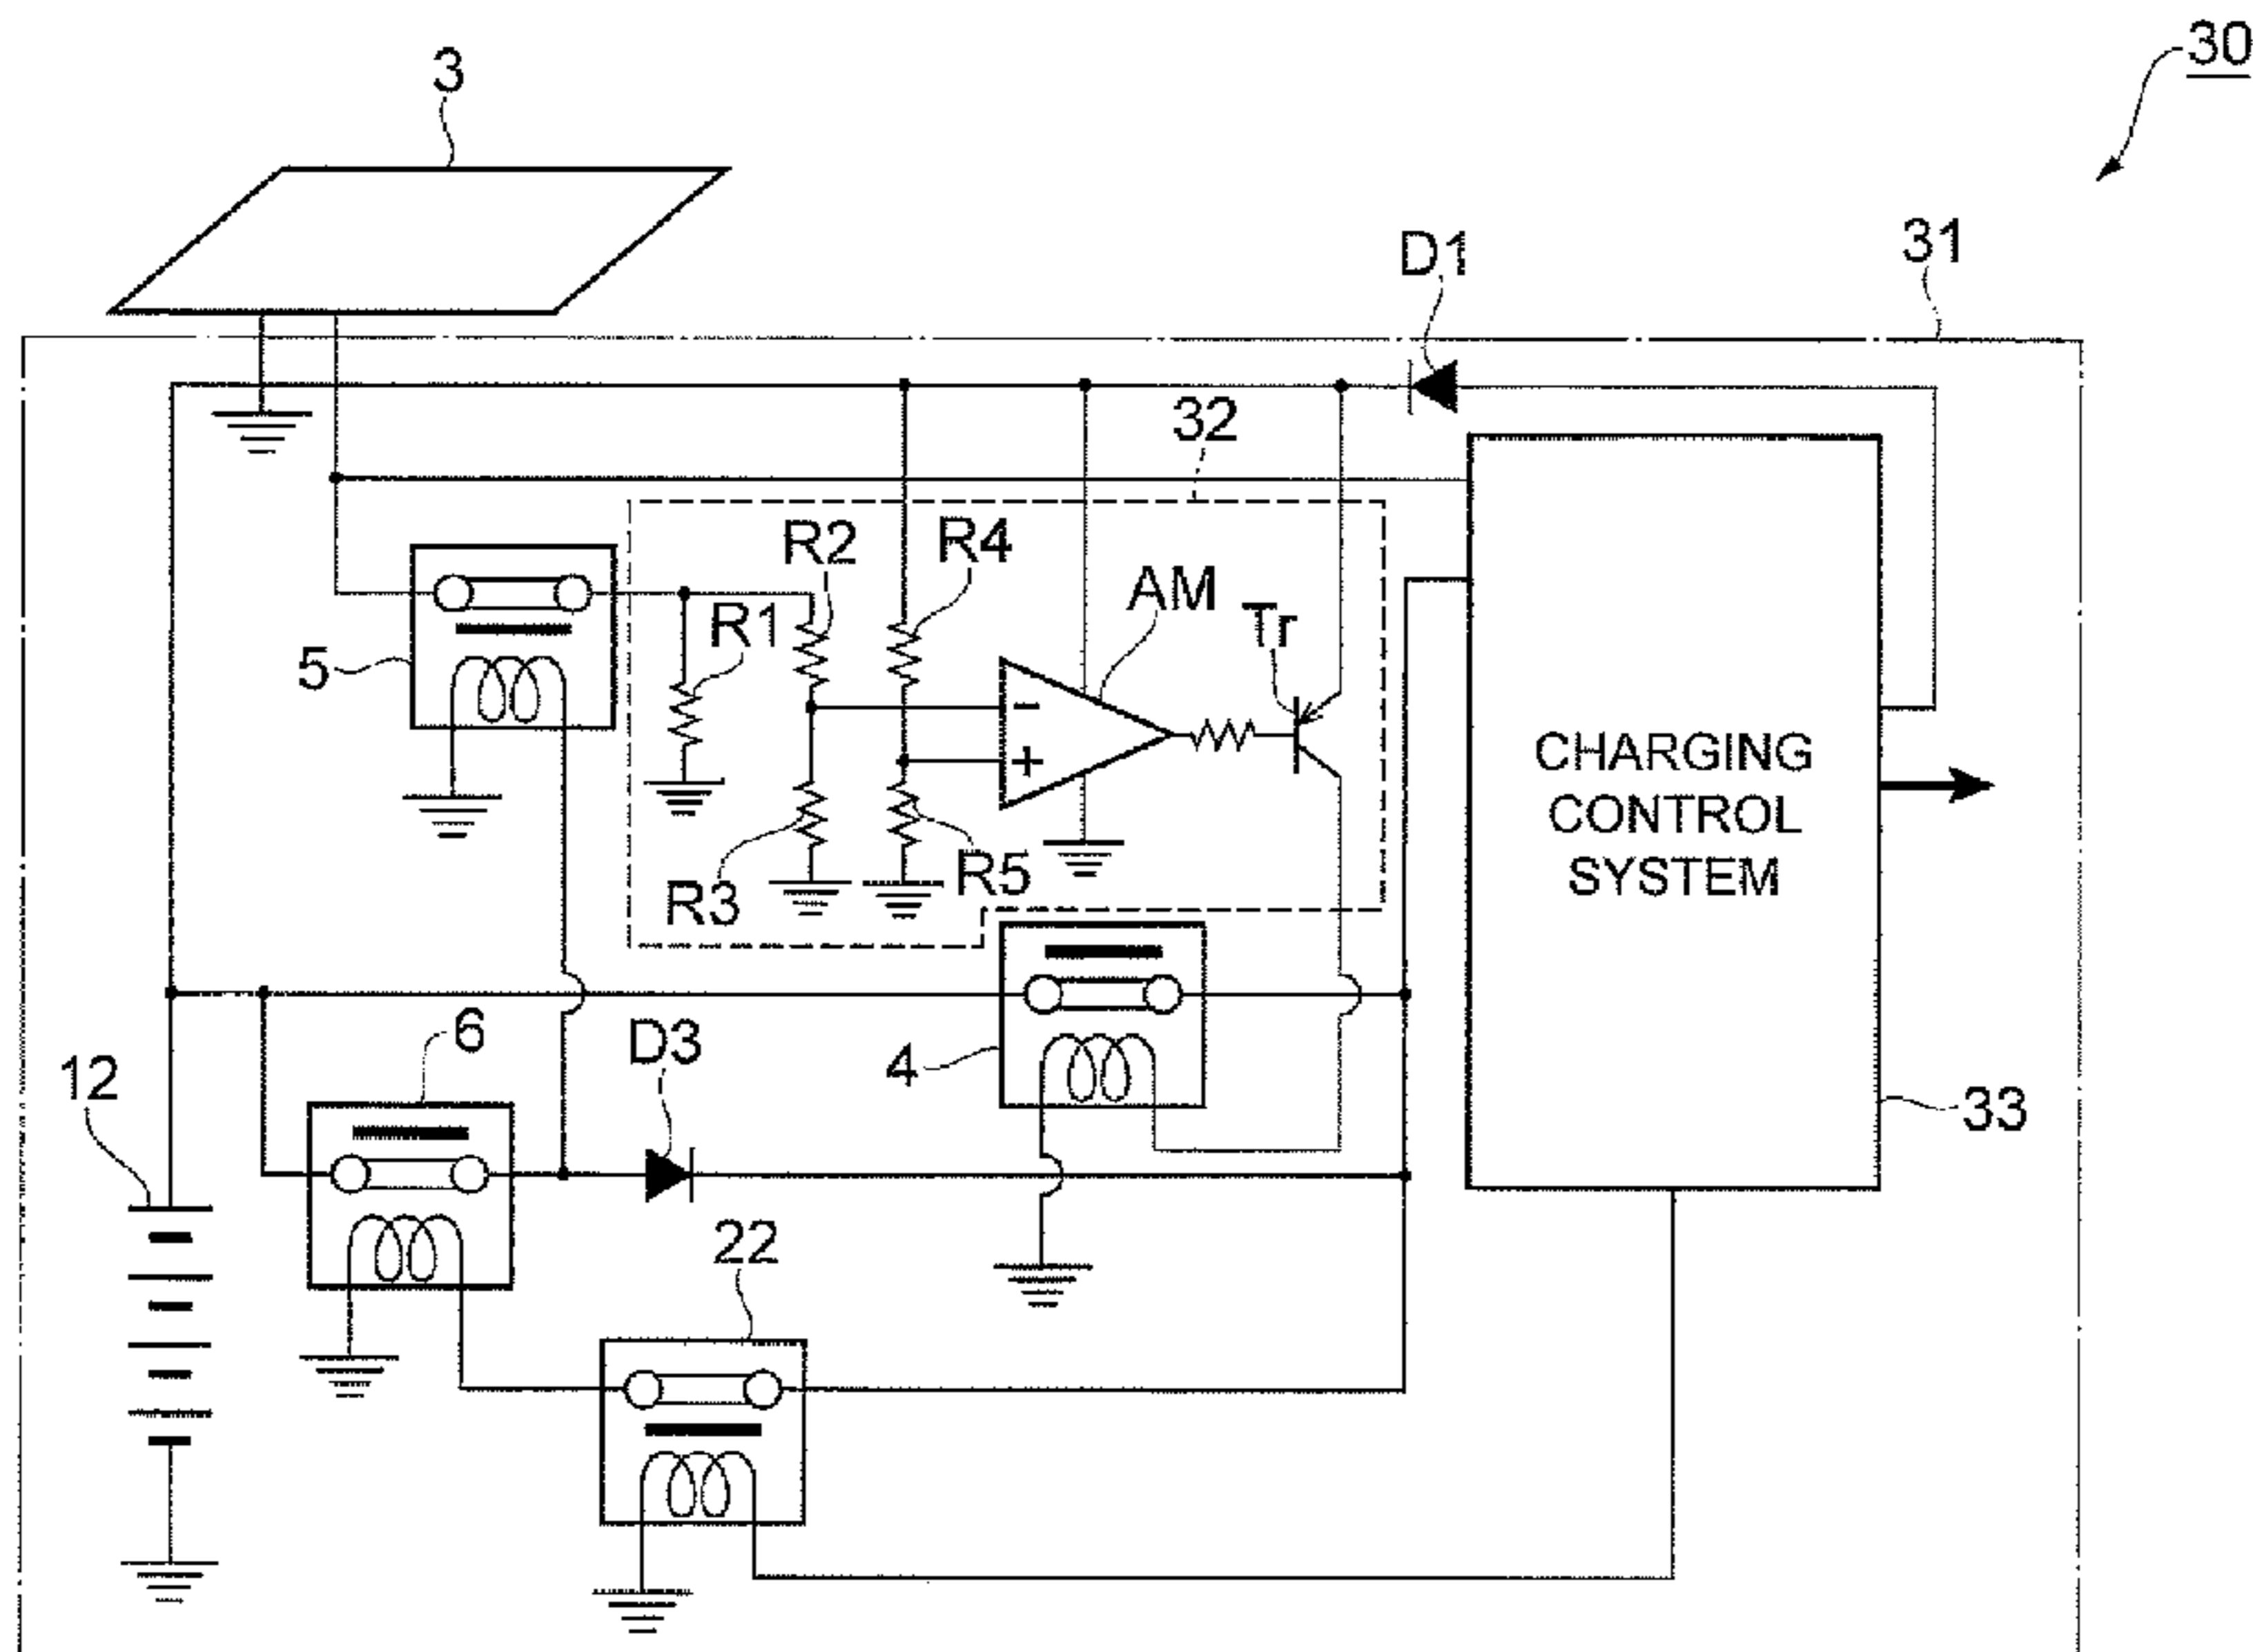 30
3
31
D1
32
R2
R4
R1
AM
Tr
5
-
+
CHARGING
CONTROL
SYSTEM
R3
R5
6
D3
4
12
33
22